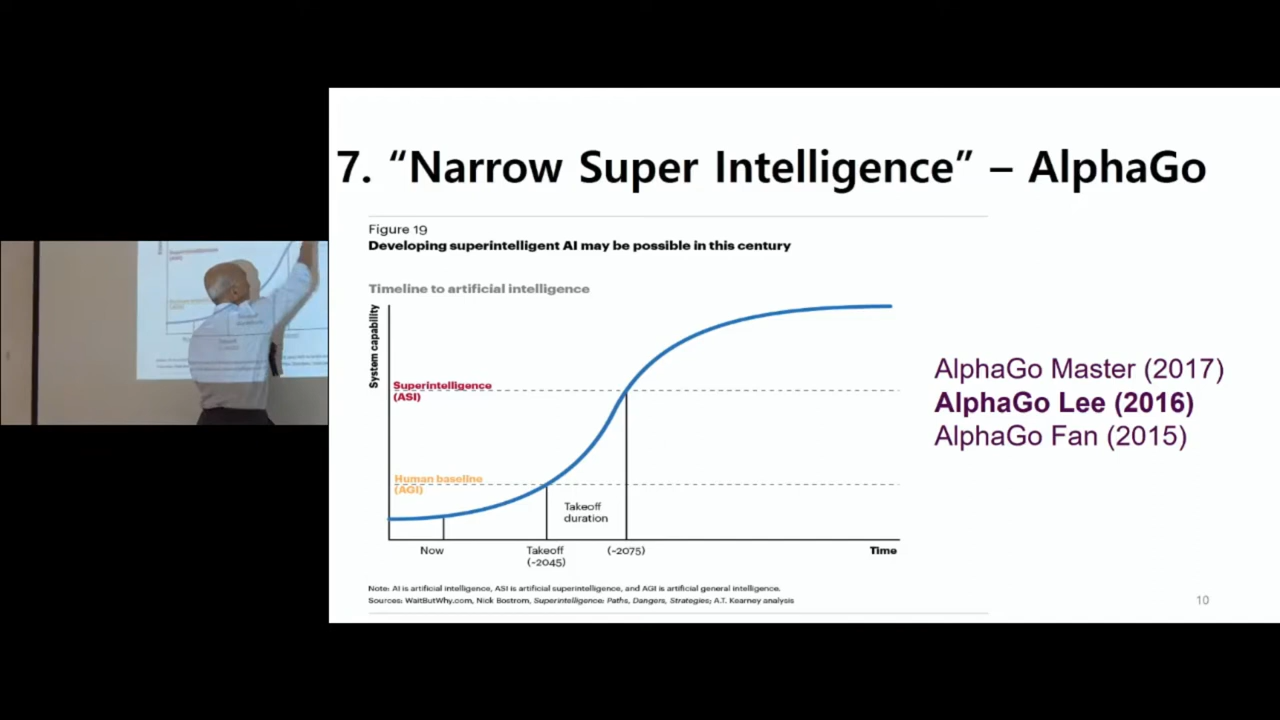 7. “Narrow Super Intelligence” – AlphaGo
Figure 19
Developing superintelligent AI may be possible in this century
Timeline to artificial intelligence
System capability
Superintelligence
(ASI)
Human baseline
(AGI)
Takeoff
duration
Now
Takeoff
(~2045)
(~2075)
Time
Note: AI is artificial intelligence, ASI is artificial superintelligence, and AGI is artificial general intelligence.
Sources: WaitButWhy.com, Nick Bostrom, Superintelligence: Paths, Dangers, Strategies; A.T. Kearney analysis
AlphaGo Master (2017)
AlphaGo Lee (2016)
AlphaGo Fan (2015)
10